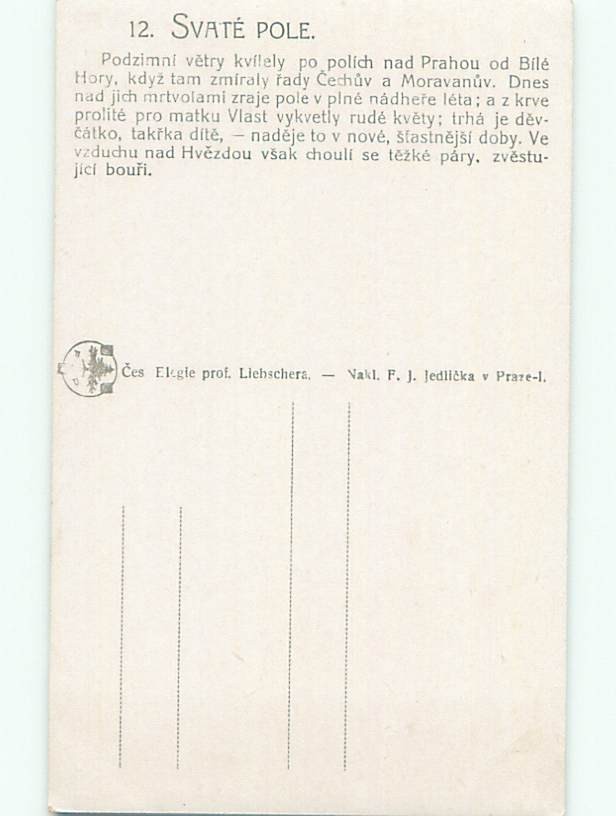 12. SVATÉ POLE.
Podzimní větry kvílely po polích nad Prahou od Bílé
Hory, když tam zmíraly řady Čechův a Moravanův. Dnes
nad jich mrtvolami zraje pole v plné nádheře léta; a z krve
prolité pro matku Vlast vykvetly rudé květy; trhá je děv-
čátko, takřka dítě, — naděje to v nové, šťastnější doby. Ve
vzduchu nad Hvězdou však choulí se těžké páry, zvěstu-
jící bouři.
Čes Elegie prof. Liebschera. — Nakl. F. J. Jedlička v Praze-I.